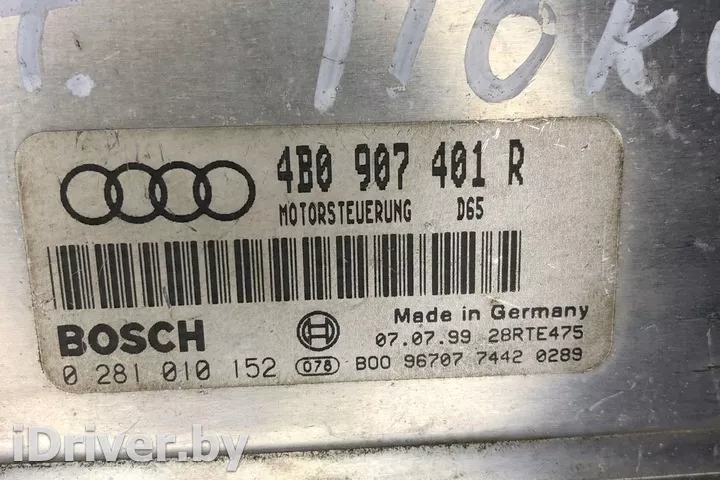 T. 110K
4B0 907 401 R
MOTORSTEUERUNG D65
BOSCH
Made in Germany
07.07.99 28RTE475
0 281 010 152 078 B00 96707 7442 0289
iDriver.by